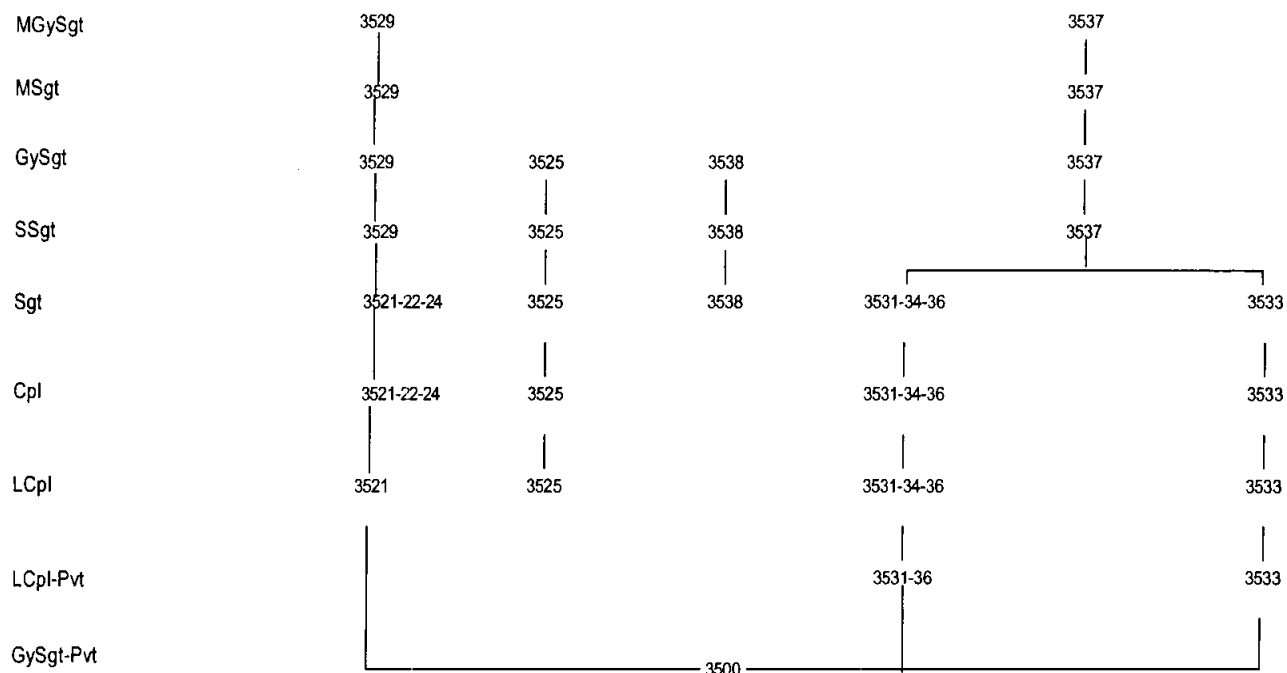 MGySgt 3529 3537
MSgt 3529 3537
GySgt 3529 3525 3538 3537
SSgt 3529 3525 3538 3537
Sgt 3521-22-24 3525 3538 3531-34-36 3533
Cpl 3521-22-24 3525 3531-34-36 3533
LCpl 3521 3525 3531-34-36 3533
LCpl-Pvt 3531-36 3533
GySgt-Pvt 3500